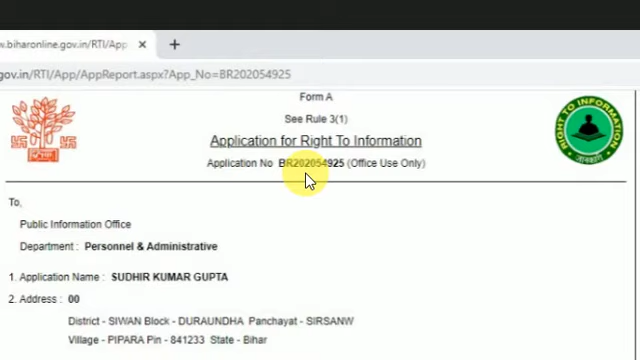 w.biharonline.gov.in/RTI/App
gov.in/RTI/App/AppReport.aspx?App_No=BR202054925
Form A
See Rule 3(1)
Application for Right To Information
Application No BR202054925 (Office Use Only)
RIGHT TO INFORMATION
To,
Public Information Office
Department : Personnel & Administrative
1. Application Name : SUDHIR KUMAR GUPTA
2. Address : 00
District - SIWAN Block - DURAUNDHA Panchayat - SIRSANW
Village - PIPARA Pin - 841233 State - Bihar